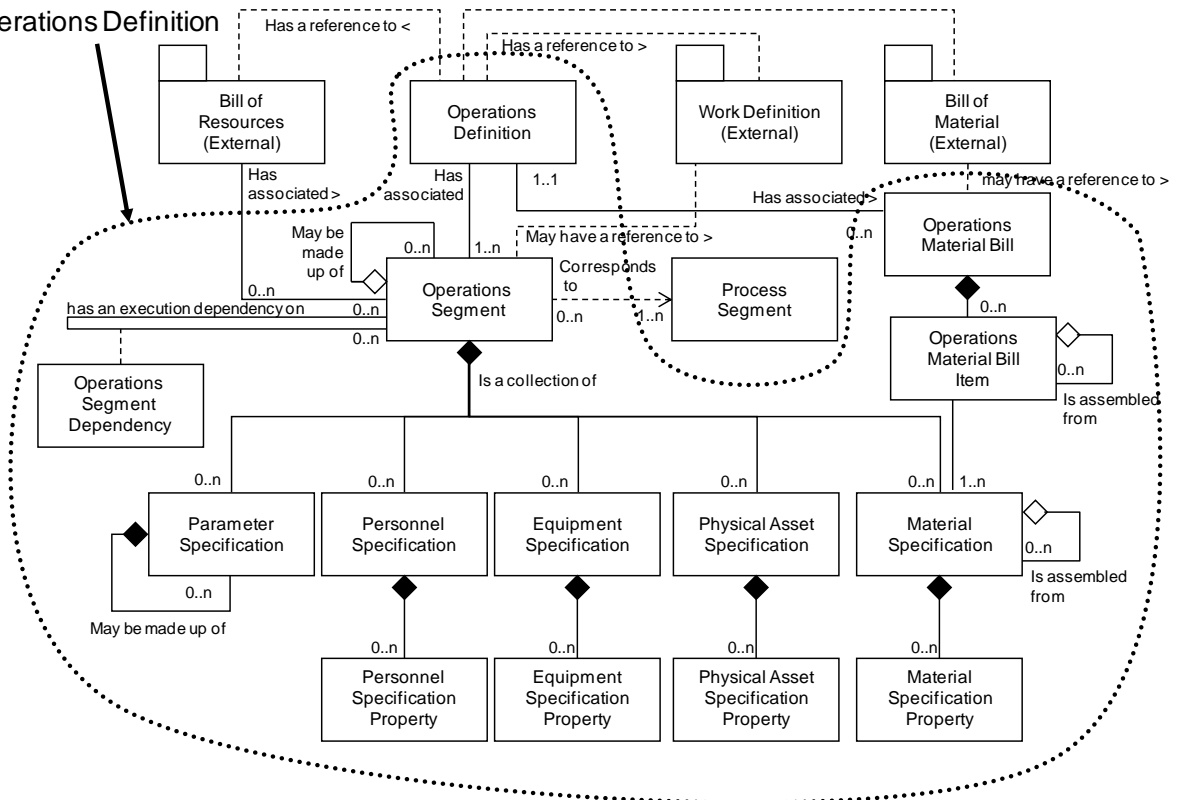 erations Definition
Has a reference to <
Has a reference to >
Bill of
Resources
(External)
Operations
Definition
Work Definition
(External)
Bill of
Material
(External)
Has
associated >
Has
associated
1..1
may have a reference to >
Has associated>
0..n
Operations
Material Bill
May be
made
up of
0..n
1..n
May have a reference to >
Corresponds
to
0..n
Operations
Segment
Process
Segment
0..n
1..n
0..n
has an execution dependency on
0..n
0..n
Operations
Material Bill
Item
0..n
Is assembled
from
Operations
Segment
Dependency
Is a collection of
0..n
0..n
0..n
0..n
0..n
1..n
Parameter
Specification
Personnel
Specification
Equipment
Specification
Physical Asset
Specification
Material
Specification
0..n
Is assembled
from
0..n
May be made up of
0..n
0..n
0..n
0..n
Personnel
Specification
Property
Equipment
Specification
Property
Physical Asset
Specification
Property
Material
Specification
Property